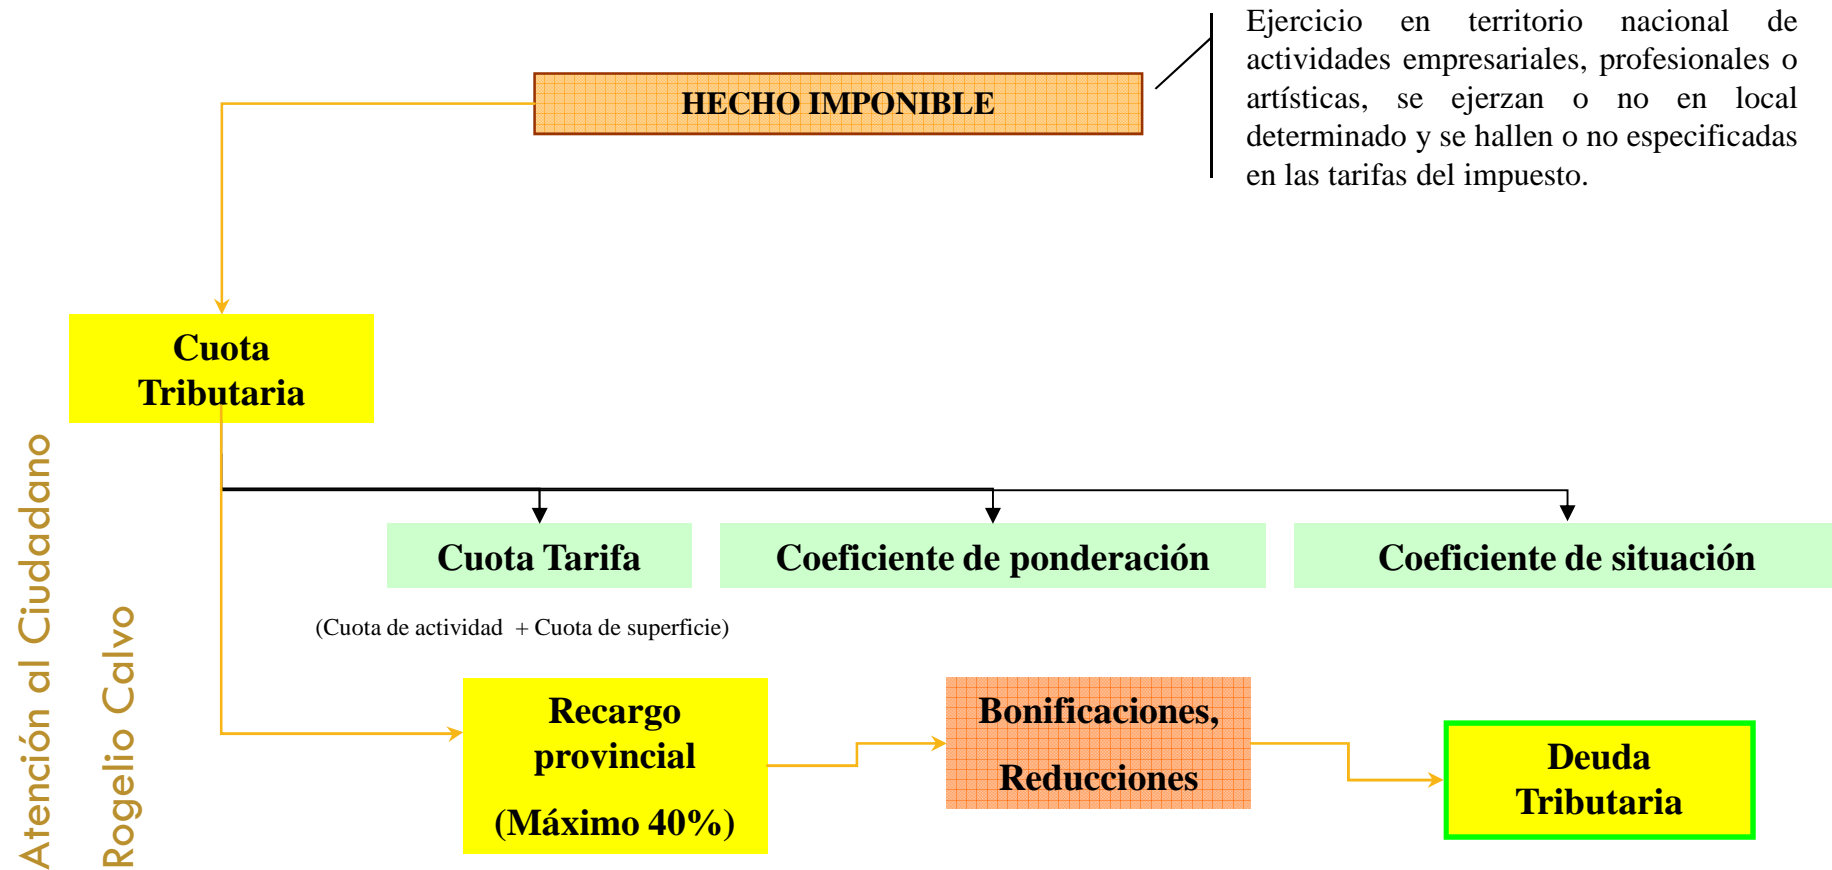 Ejercicio en territorio nacional de
actividades empresariales, profesionales o
artísticas, se ejerzan o no en local
determinado y se hallen o no especificadas
en las tarifas del impuesto.
HECHO IMPONIBLE
Cuota
Tributaria
Cuota Tarifa
Coeficiente de ponderación
Coeficiente de situación
(Cuota de actividad + Cuota de superficie)
Recargo
provincial
(Máximo 40%)
Bonificaciones,
Reducciones
Deuda
Tributaria
Atención al Ciudadano
Rogelio Calvo